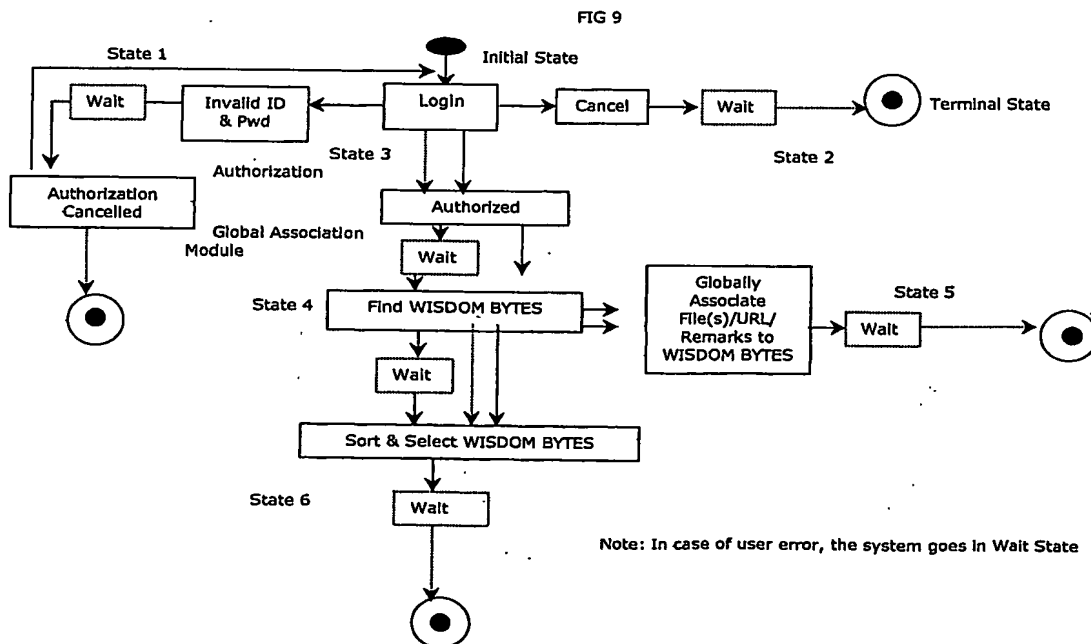 FIG 9
State 1
Initial State
Wait
Invalid ID
& Pwd
Login
Cancel
Wait
Terminal State
State 3
State 2
Authorization
Authorization
Cancelled
Authorized
Global Association
Module
Wait
State 4
Find WISDOM BYTES
Globally
Associate
File(s)/URL/
Remarks to
WISDOM BYTES
State 5
Wait
Wait
Sort & Select WISDOM BYTES
State 6
Wait
Note: In case of user error, the system goes in Wait State